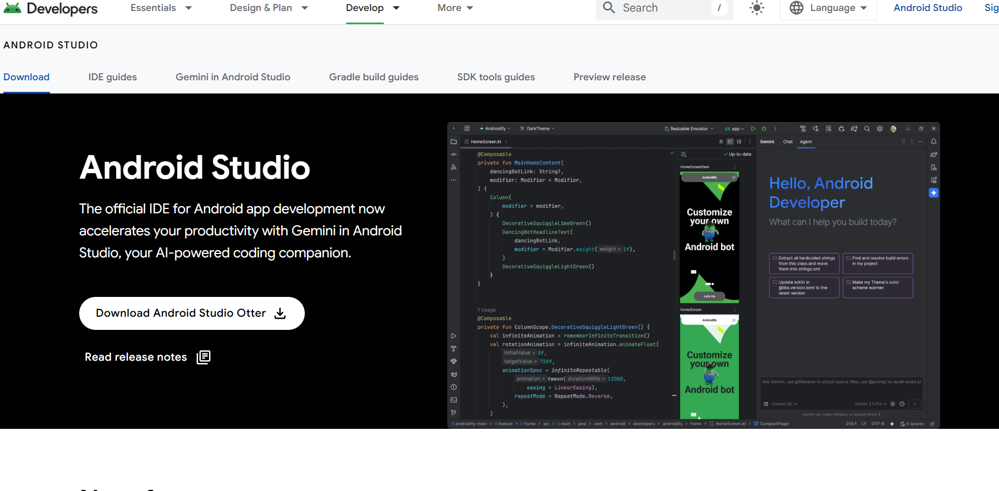 Developers
Essentials
Design & Plan
Develop
More
Search
/
Language
Android Studio
Sig
ANDROID STUDIO
Download
IDE guides
Gemini in Android Studio
Gradle build guides
SDK tools guides
Preview release
Android Studio
The official IDE for Android app development now
accelerates your productivity with Gemini in Android
Studio, your AI-powered coding companion.
Download Android Studio Otter
Read release notes
Androidify
DarkTheme
Resizable Emulator
app
HomeScreen.kt
@Composable
private fun MainHomeContent(
dancingBotLink: String?,
modifier: Modifier = Modifier,
) {
Column(
modifier = modifier,
) {
DecorativeSquiggleLimeGreen()
DancingBotHeadlineText(
dancingBotLink,
modifier = Modifier.weight( weight = 1f),
)
DecorativeSquiggleLightGreen()
}
}
1 Usage
@Composable
private fun ColumnScope.DecorativeSquiggleLightGreen() {
val infiniteAnimation = rememberInfiniteTransition()
val rotationAnimation = infiniteAnimation.animateFloat(
initialValue = 0f,
targetValue = 720f,
animationSpec = infiniteRepeatable(
animation = tween( durationMillis = 12000,
easing = LinearEasing),
repeatMode = RepeatMode.Reverse,
),
)
Up-to-date
HomeScreenDark
Androidify
Customize
your own
Android bot
Let's Go
HomeScreen
Androidify
Customize
your own
Android bot
Gemini
Chat
Agent
Hello, Android
Developer
What can I help you build today?
Extract all hardcoded strings
from this class and move
them into strings.xml
Find and resolve build errors
in my project
Update kotlin in
@libs.version.toml to the
latest version
Make my Theme's color
scheme warmer
Ask Gemini, use @filename to attach source files, use @prompt to recall saved pr
Context (6)
Gemini 2.5 Pro
Gemini can make mistakes, so double-check it
androidify-main > feature > home > src > main > java > com > android > developers > androidify > home > HomeScreen.kt > CompactPager
255:1 LF UTF-8 4 spaces